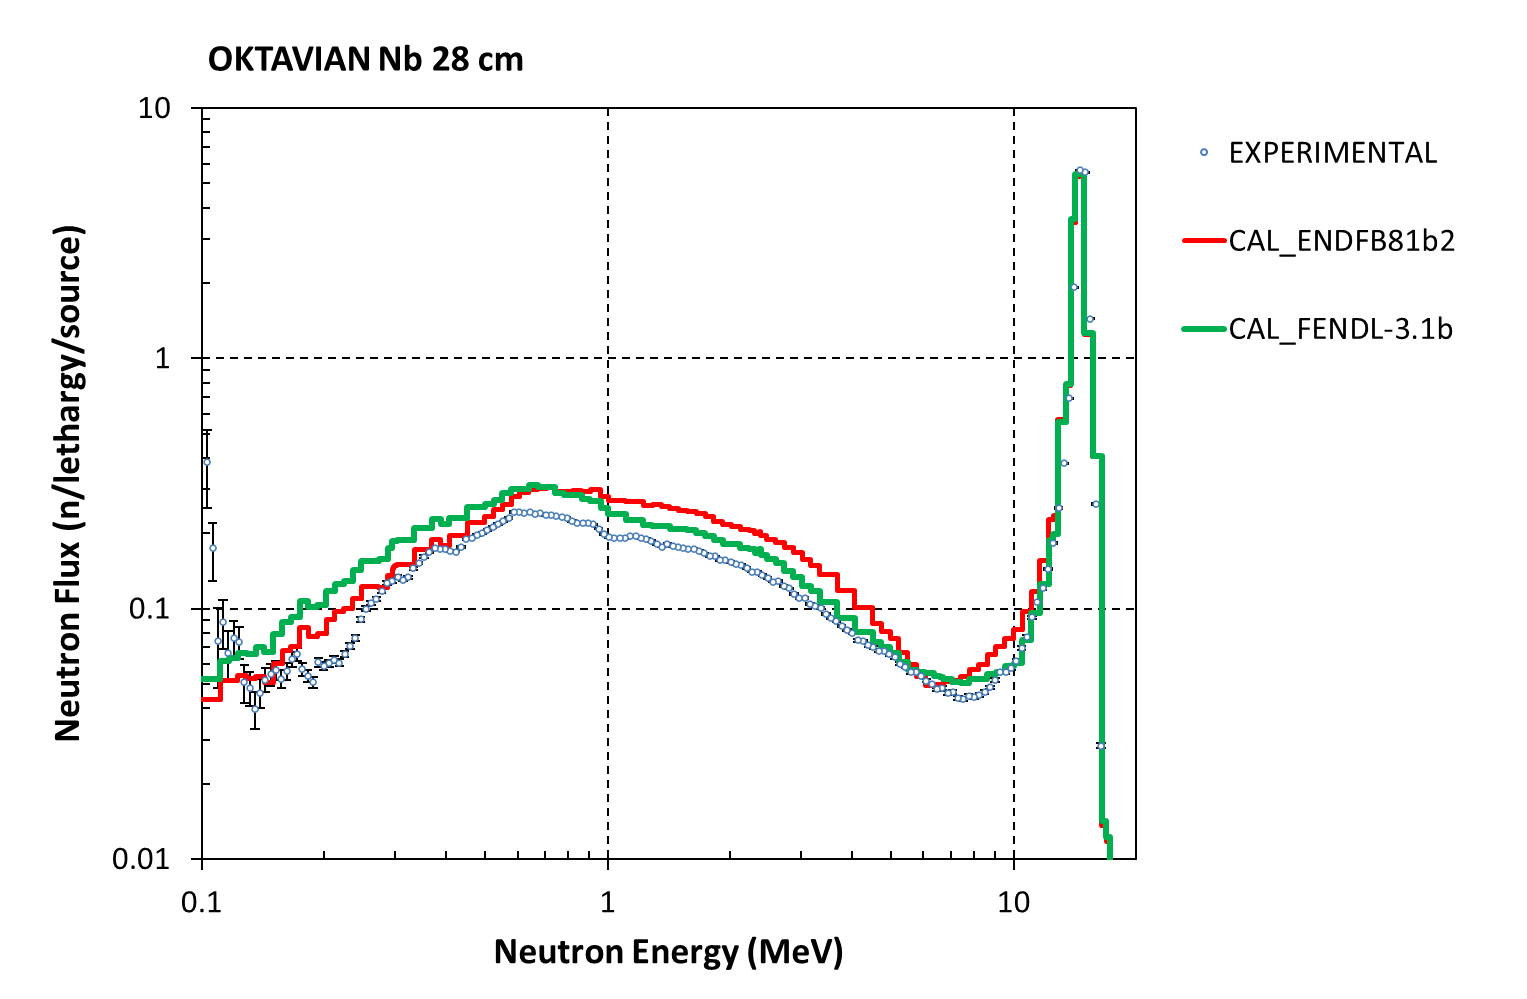 OKTAVIAN Nb 28 cm
10
1
0.1
0.01
0.1
1
10
Neutron Flux (n/lethargy/source)
Neutron Energy (MeV)
EXPERIMENTAL
CAL_ENDFB81b2
CAL_FENDL-3.1b